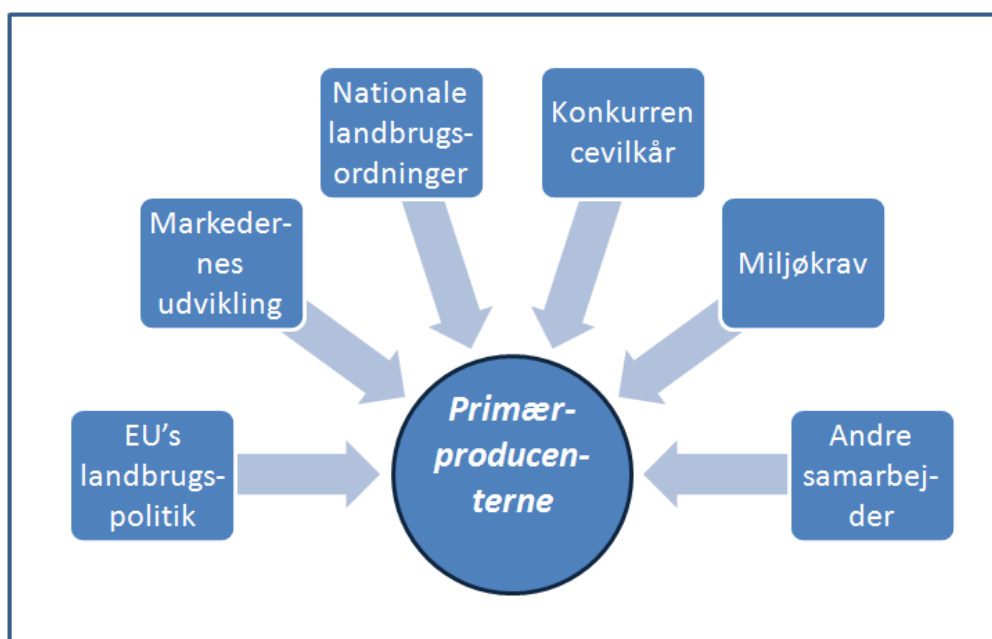 Nationale
landbrugs-
ordninger
Konkurren
cevilkår
Markeder-
nes
udvikling
Miljøkrav
Primær-
producen-
terne
EU's
landbrugs-
politik
Andre
samarbej-
der